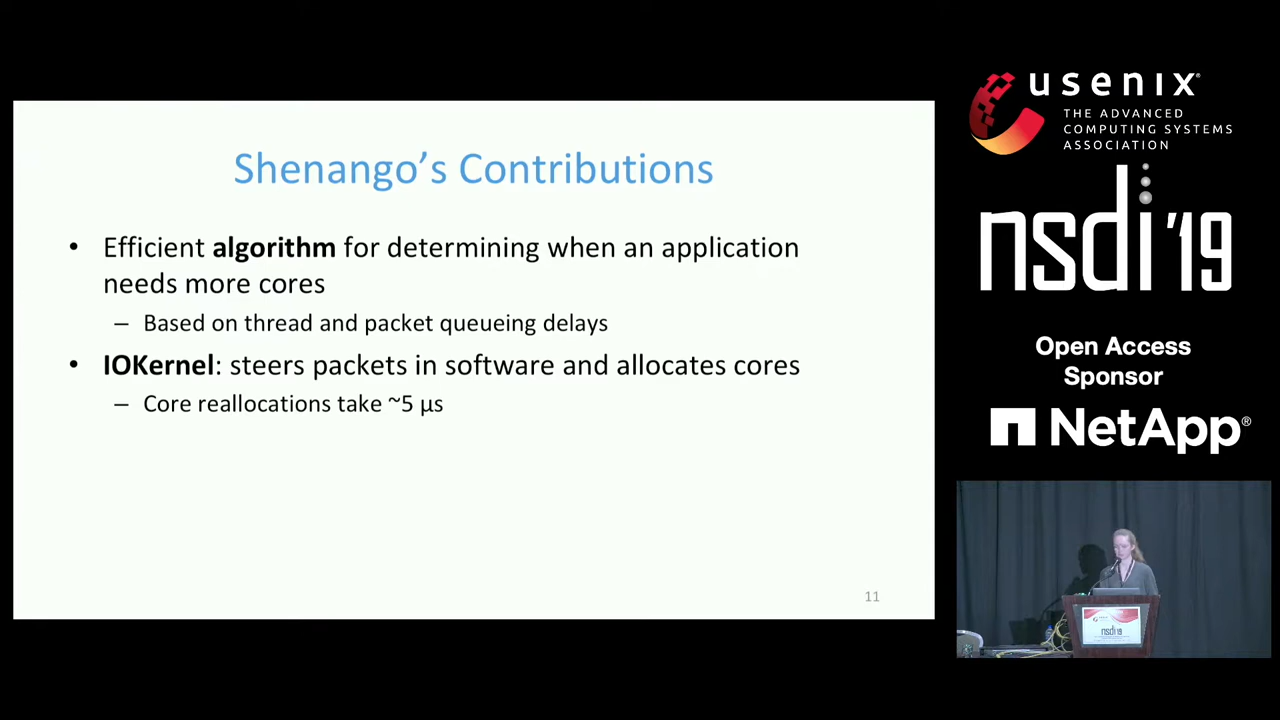 Shenango's Contributions
• Efficient algorithm for determining when an application
needs more cores
– Based on thread and packet queueing delays
• IOKernel: steers packets in software and allocates cores
– Core reallocations take ~5 μs
11
usenix®
THE ADVANCED
COMPUTING SYSTEMS
ASSOCIATION
nsdi '19
Open Access
Sponsor
NetApp®
nsdi'19